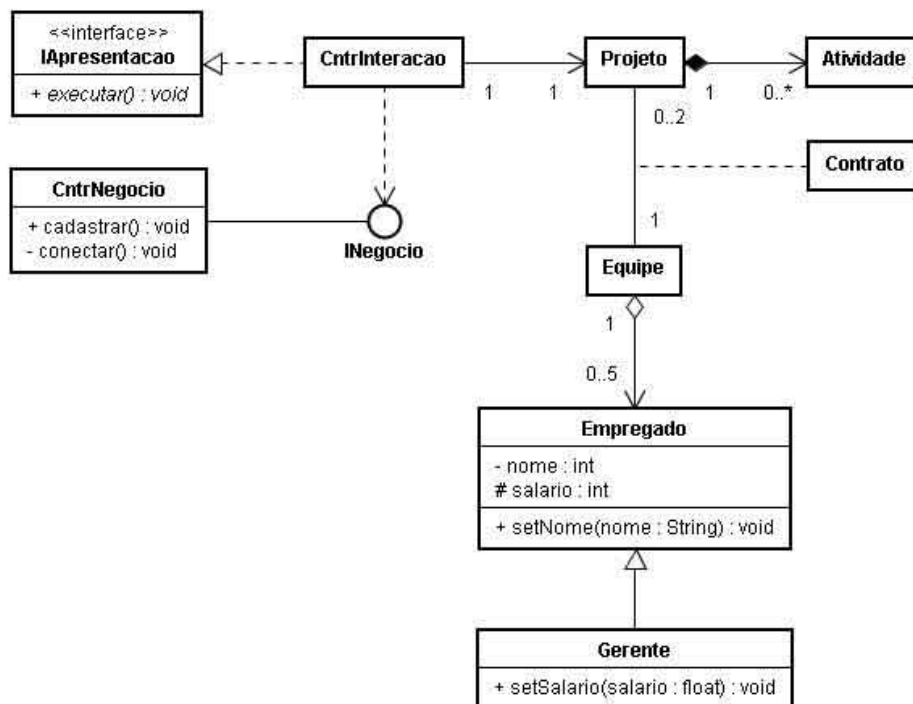 <<interface>>
IApresentacao
+ executar() : void
CntrInteracao
1
1
Projeto
1
0..*
Atividade
0..2
Contrato
CntrNegocio
+ cadastrar() : void
- conectar() : void
INegocio
1
Equipe
1
0..5
Empregado
- nome : int
# salario : int
+ setNome(nome : String) : void
Gerente
+ setSalario(salario : float) : void